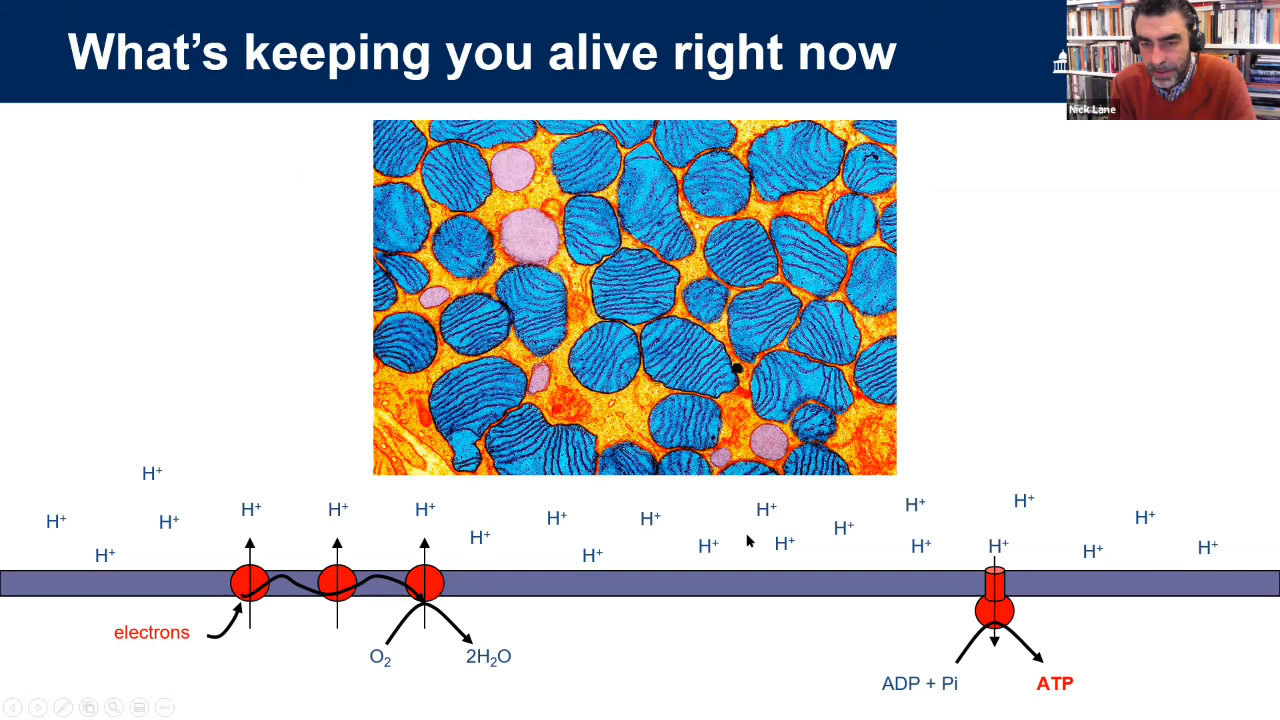 What's keeping you alive right now
Nick Lane
H⁺
H⁺ H⁺ H⁺ H⁺ H⁺ H⁺
H⁺ H⁺ H⁺ H⁺ H⁺ H⁺
H⁺ H⁺ H⁺ H⁺ H⁺ H⁺ H⁺ H⁺ H⁺ H⁺
electrons
O₂ 2H₂O
ADP + Pi ATP